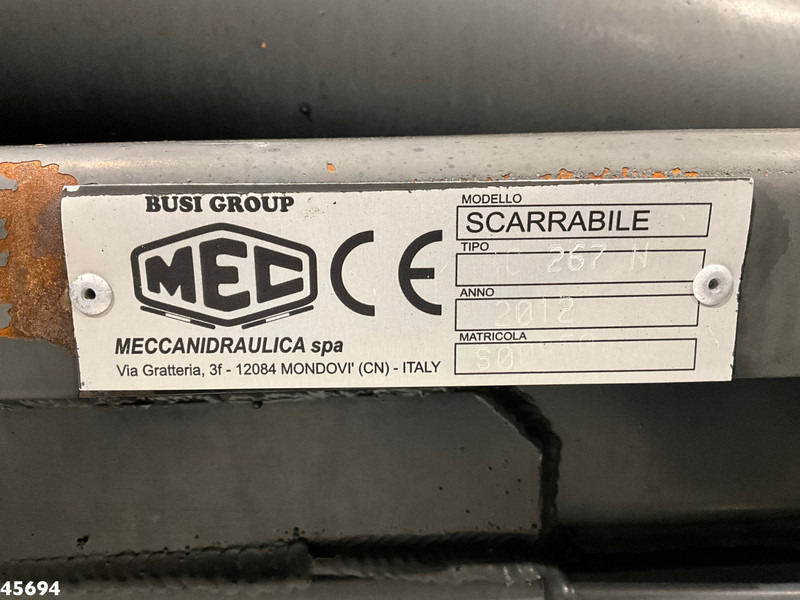 BUSI GROUP
MEC
CE
MECCANIDRAULICA spa
Via Gratteria, 3f - 12084 MONDOVI' (CN) - ITALY
MODELLO
SCARRABILE
TIPO
267 N
ANNO
2012
MATRICOLA
45694